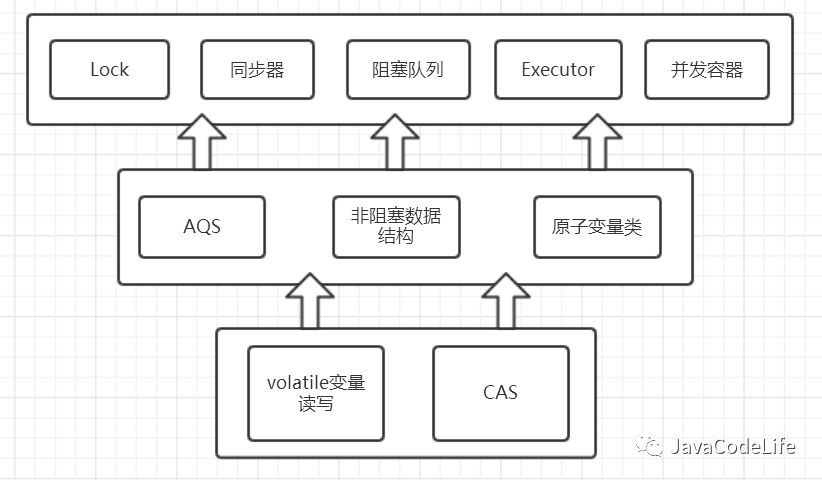 Lock
同步器
阻塞队列
Executor
并发容器
AQS
非阻塞数据
结构
原子变量类
volatile变量
读写
CAS
JavaCodeLife